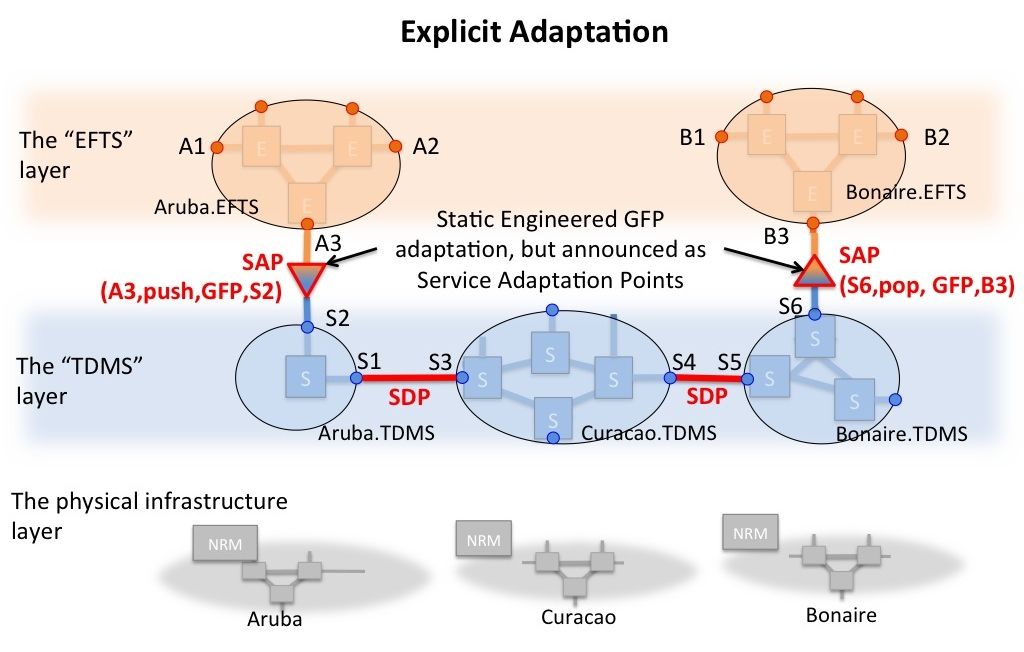 Explicit Adaptation
The “EFTS”
layer
A1
E
E
A2
E
Aruba.EFTS
B1
E
E
B2
E
Bonaire.EFTS
A3
Static Engineered GFP
adaptation, but announced as
Service Adaptation Points
B3
SAP
(A3,push,GFP,S2)
SAP
(S6,pop, GFP,B3)
The “TDMS”
layer
S2
S
S1
SDP
S3
S
S
S
S
S4
SDP
S5
S6
S
S
S
Aruba.TDMS
Curacao.TDMS
Bonaire.TDMS
The physical infrastructure
layer
NRM
NRM
NRM
Aruba
Curacao
Bonaire